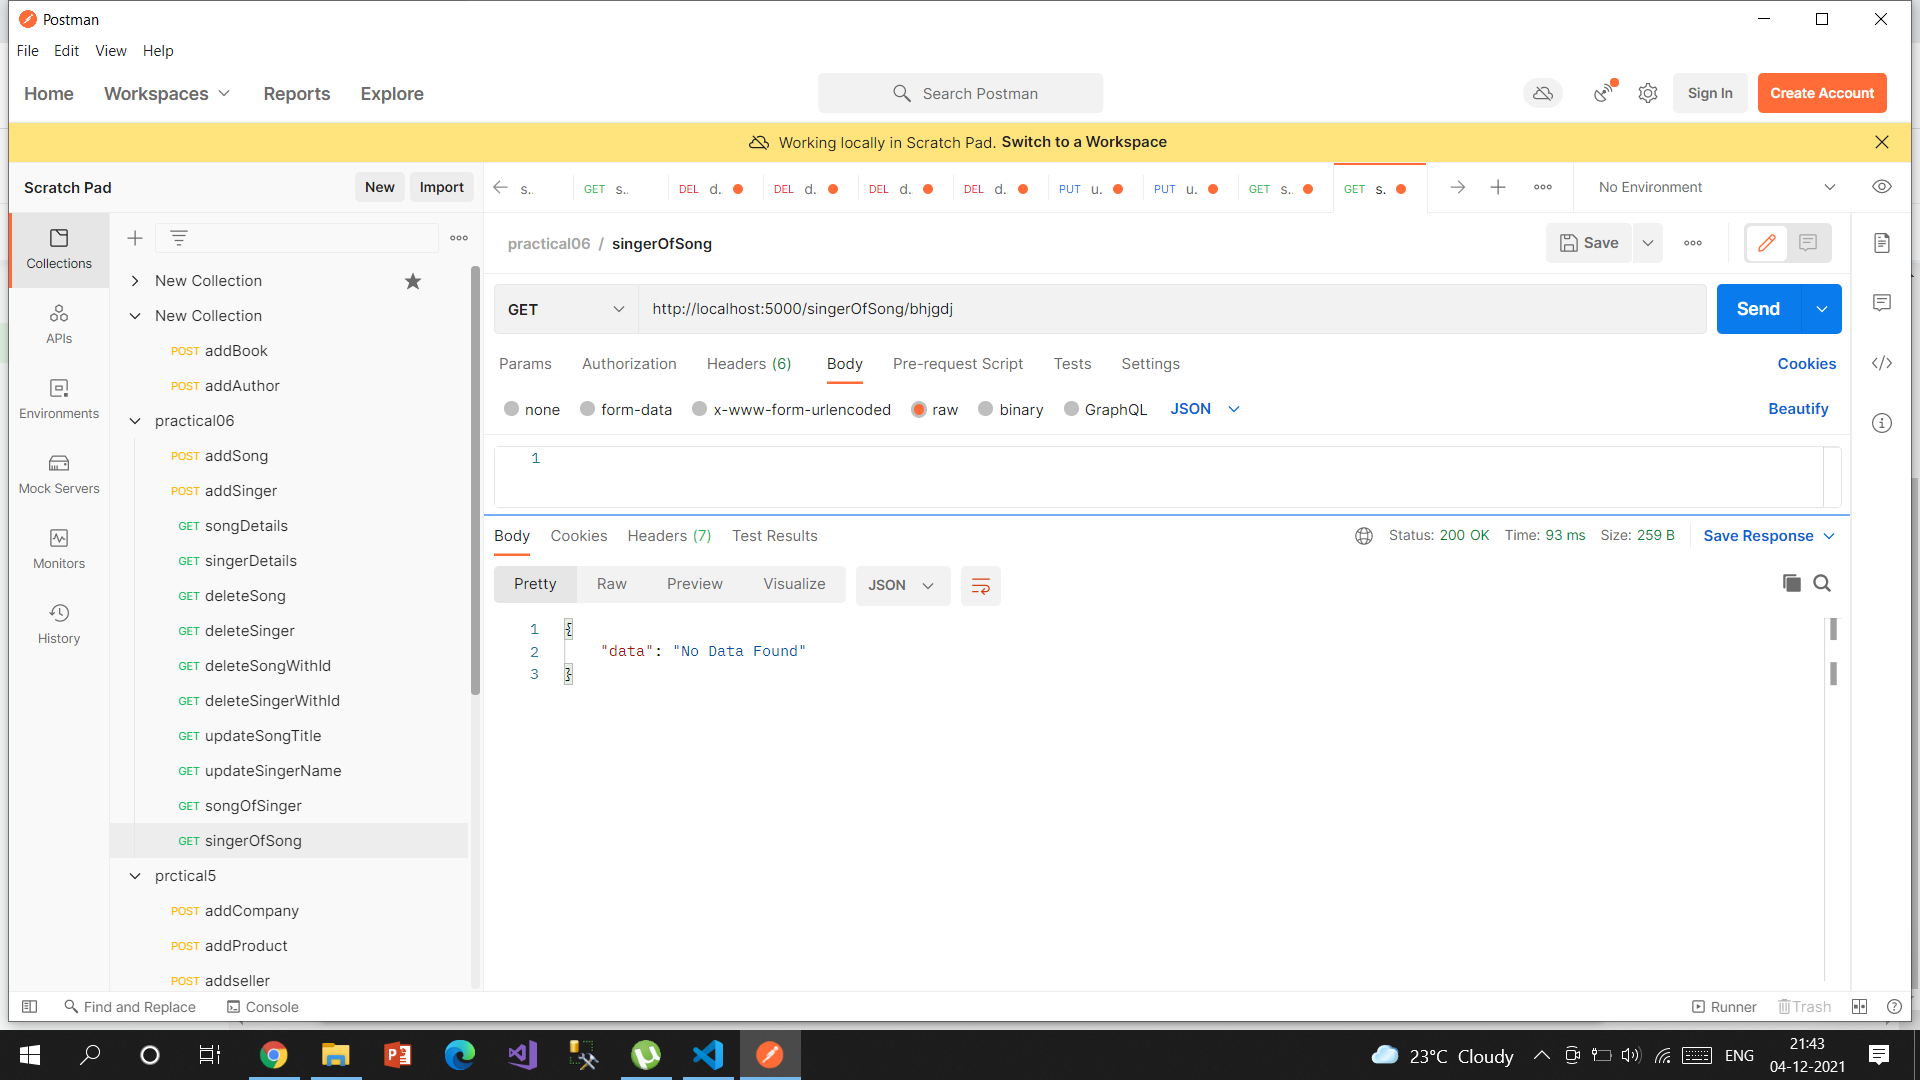 Postman
File Edit View Help
Home Workspaces Reports Explore Search Postman Sign In Create Account
Working locally in Scratch Pad. Switch to a Workspace
Scratch Pad New Import
s.. GET s.. DEL d. DEL d. DEL d. DEL d. PUT u. PUT u. GET s.. GET s. No Environment
Collections
APIs
Environments
Mock Servers
Monitors
History
New Collection
New Collection
POST addBook
POST addAuthor
practical06
POST addSong
POST addSinger
GET songDetails
GET singerDetails
GET deleteSong
GET deleteSinger
GET deleteSongWithId
GET deleteSingerWithId
GET updateSongTitle
GET updateSingerName
GET songOfSinger
GET singerOfSong
prctical5
POST addCompany
POST addProduct
POST addseller
practical06 / singerOfSong Save
GET http://localhost:5000/singerOfSong/bhjgdj Send
Params Authorization Headers (6) Body Pre-request Script Tests Settings Cookies
none form-data x-www-form-urlencoded raw binary GraphQL JSON Beautify
1
Body Cookies Headers (7) Test Results Status: 200 OK Time: 93 ms Size: 259 B Save Response
Pretty Raw Preview Visualize JSON
1 {
2 "data": "No Data Found"
3 }
Find and Replace Console Runner Trash
23°C Cloudy ENG 21:43
04-12-2021